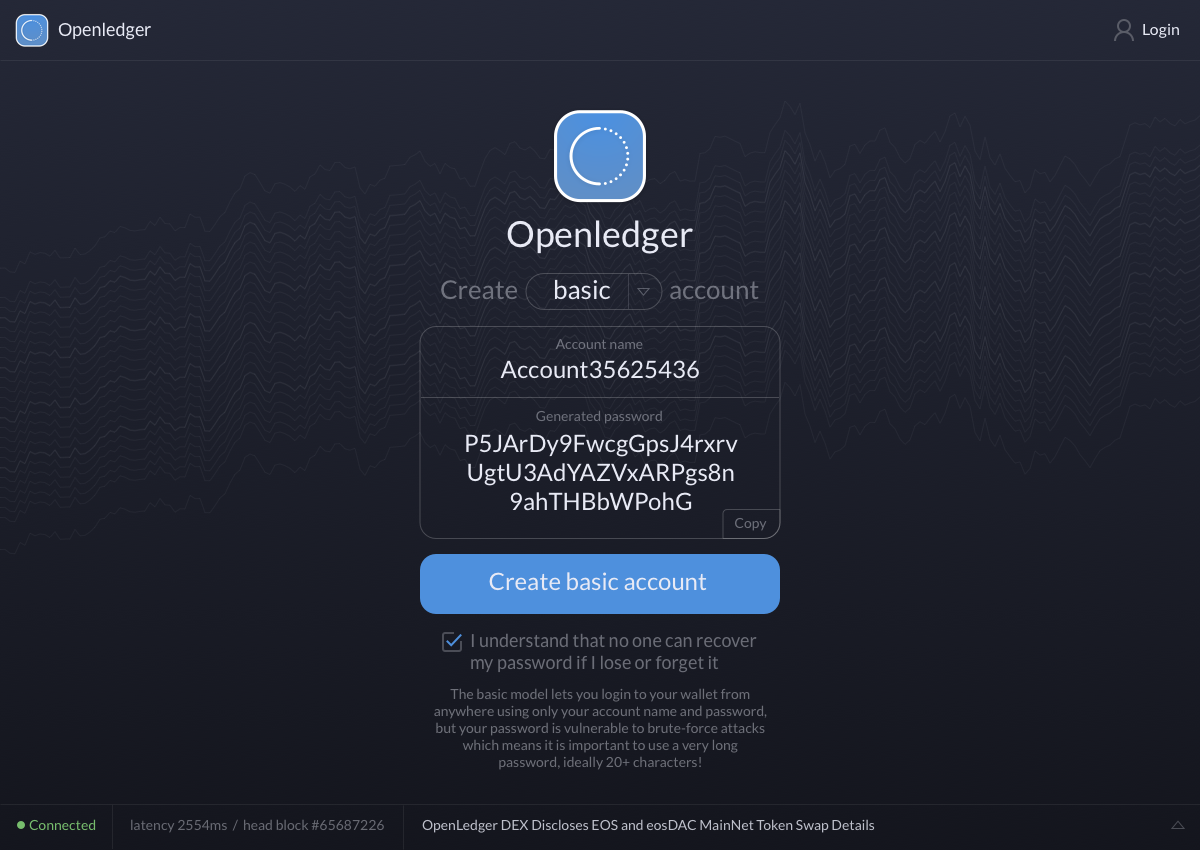 Openledger
Login
Openledger
Create basic account
Account name
Account35625436
Generated password
P5JArDy9FwcgGpsJ4rxrv
UgtU3AdYAZVxARPgs8n
9ahTHBbWPohG
Copy
Create basic account
I understand that no one can recover
my password if I lose or forget it
The basic model lets you login to your wallet from
anywhere using only your account name and password,
but your password is vulnerable to brute-force attacks
which means it is important to use a very long
password, ideally 20+ characters!
Connected
latency 2554ms / head block #65687226
OpenLedger DEX Discloses EOS and eosDAC MainNet Token Swap Details